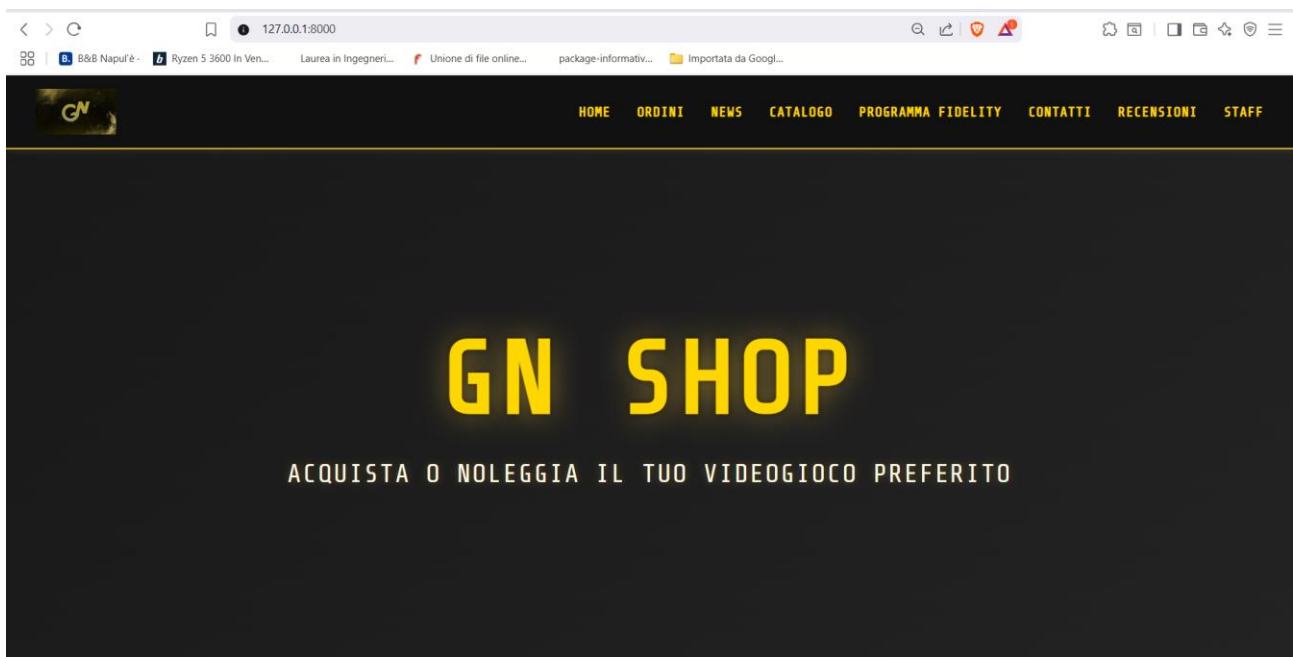 127.0.0.1:8000
B. B&B Napul'è - b Ryzen 5 3600 In Ven... Laurea in Ingegneri... Unione di file online... package-informativ... Importata da Googl...
GN HOME ORDINI NEWS CATALOGO PROGRAMMA FIDELITY CONTATTI RECENSIONI STAFF
GN SHOP
ACQUISTA O NOLEGGIA IL TUO VIDEOGIOCO PREFERITO